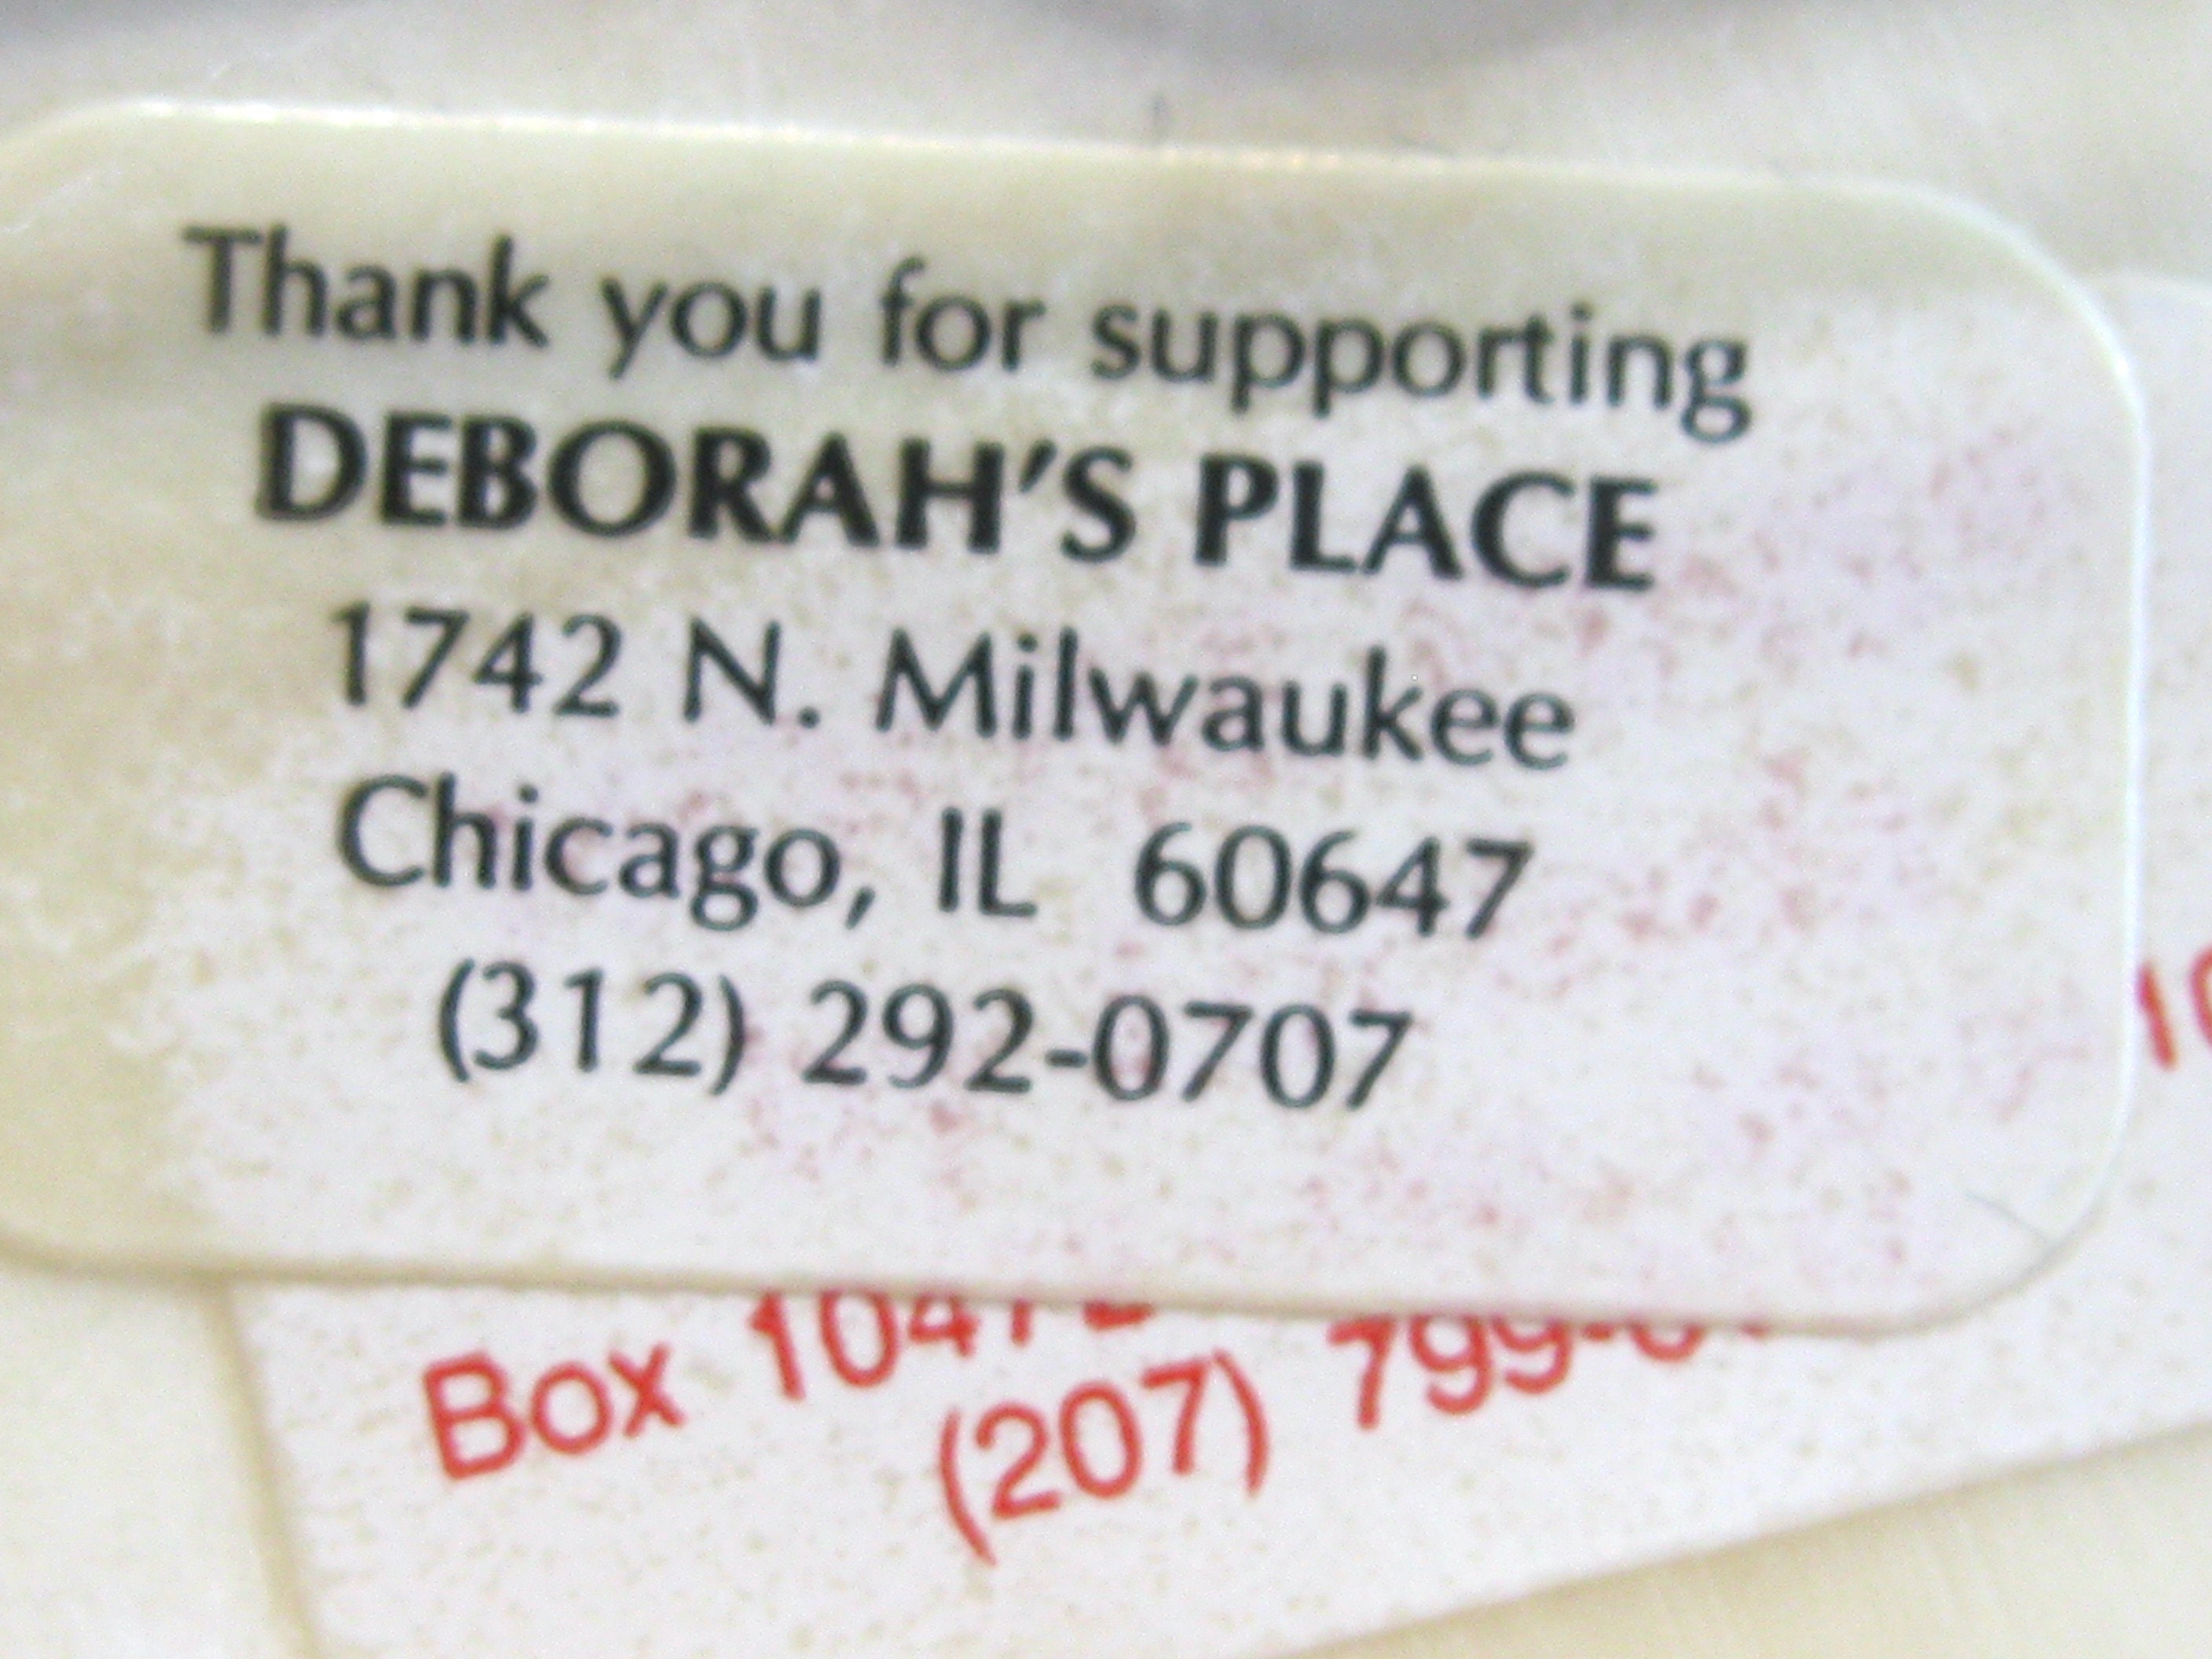 Thank you for supporting
DEBORAH'S PLACE
1742 N. Milwaukee
Chicago, IL 60647
(312) 292-0707
Box
(207)